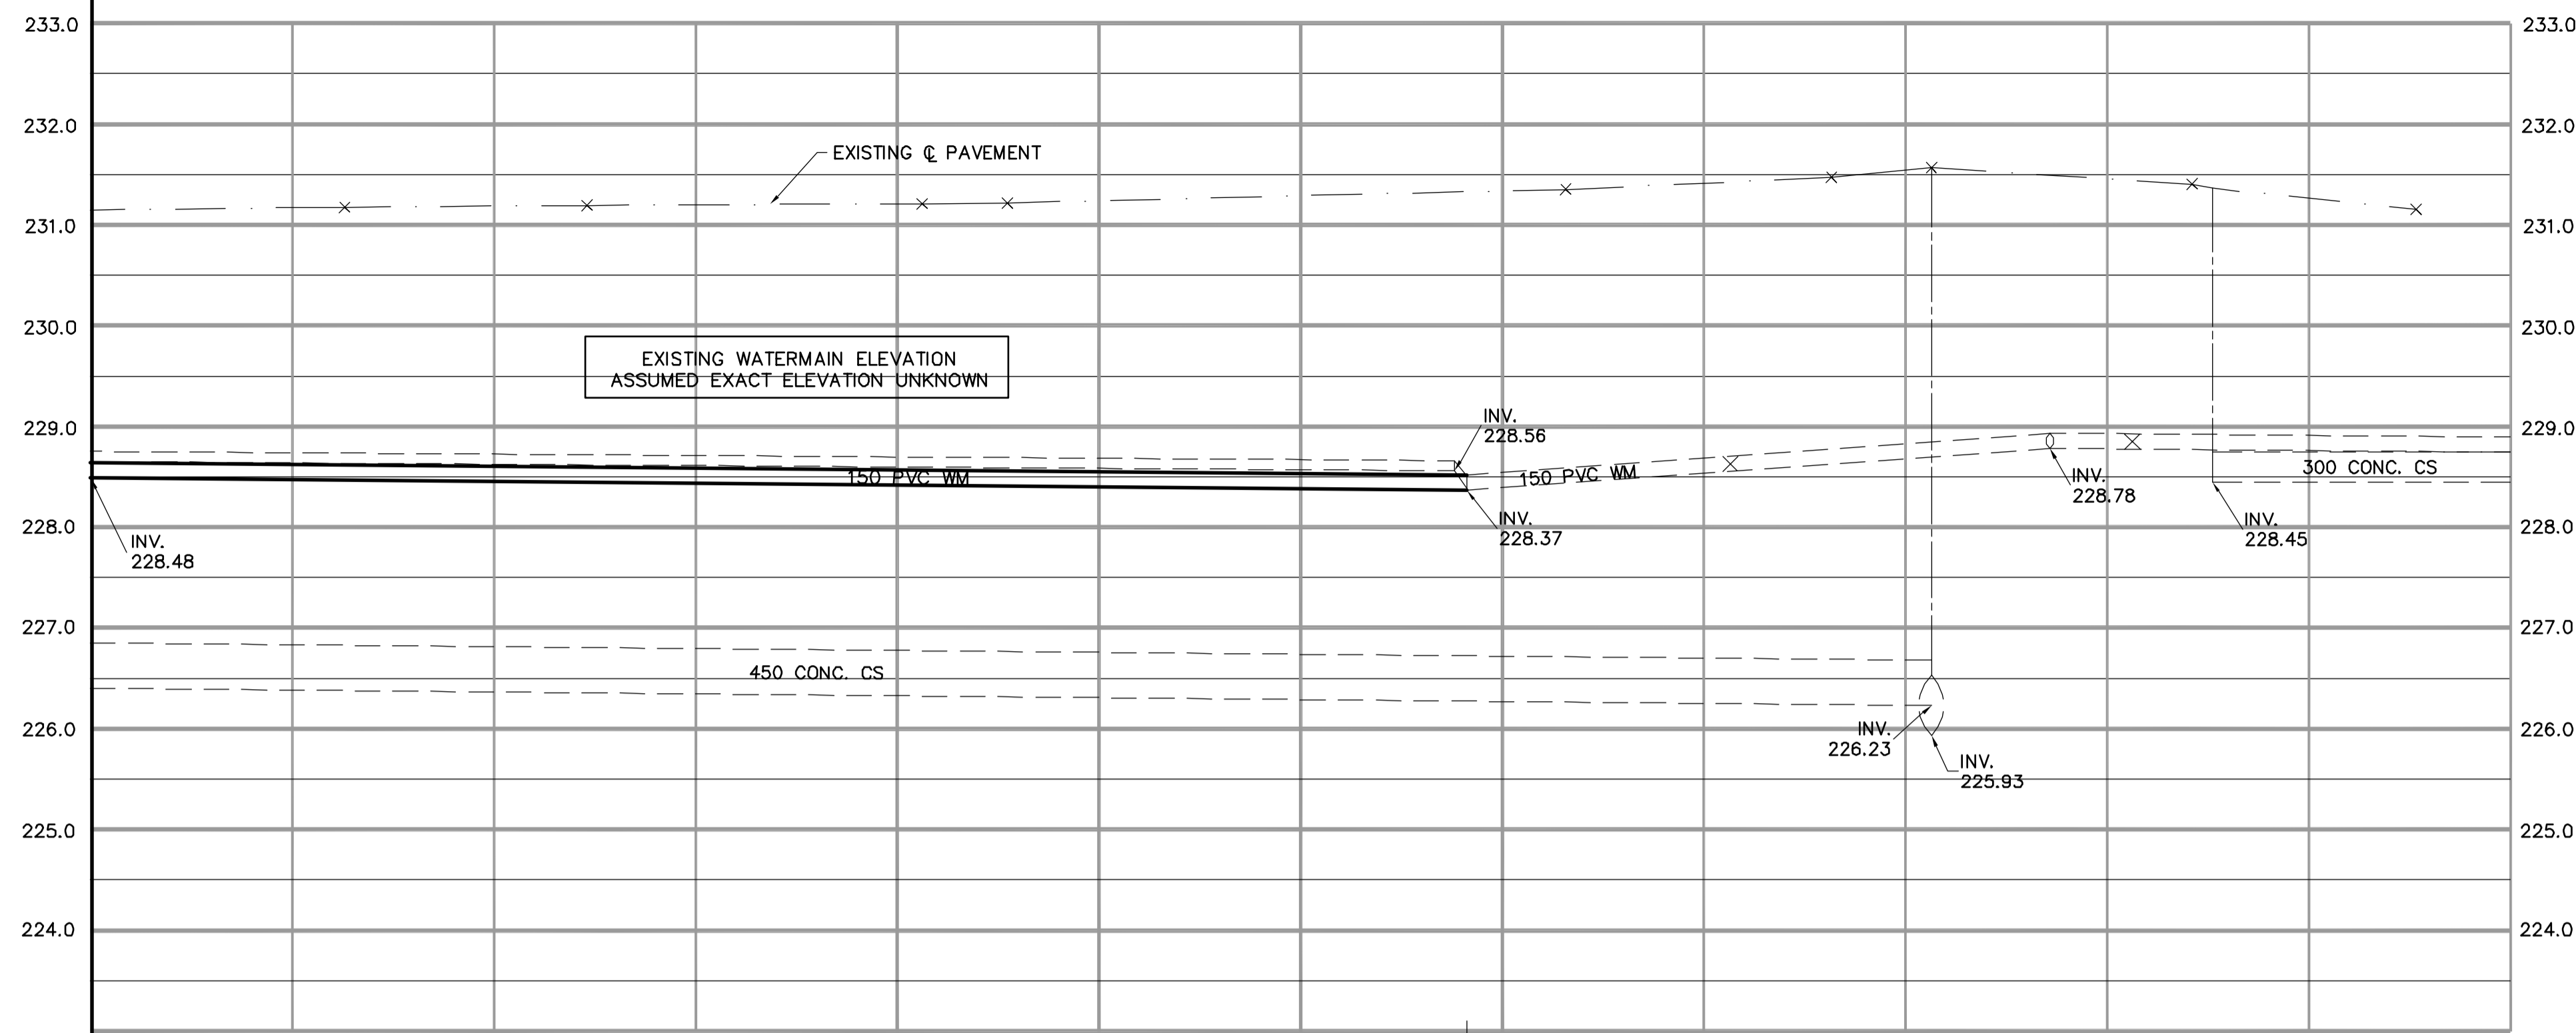 233.0
233.0
232.0
232.0
EXISTING ℄ PAVEMENT
231.0
231.0
230.0
230.0
EXISTING WATERMAIN ELEVATION
ASSUMED EXACT ELEVATION UNKNOWN
229.0
229.0
INV.
228.56
150 PVC WM
150 PVC WM
INV.
228.78
300 CONC. CS
228.0
228.0
INV.
228.48
INV.
228.37
INV.
228.45
227.0
227.0
450 CONC. CS
226.0
226.0
INV.
226.23
INV.
225.93
225.0
225.0
224.0
224.0